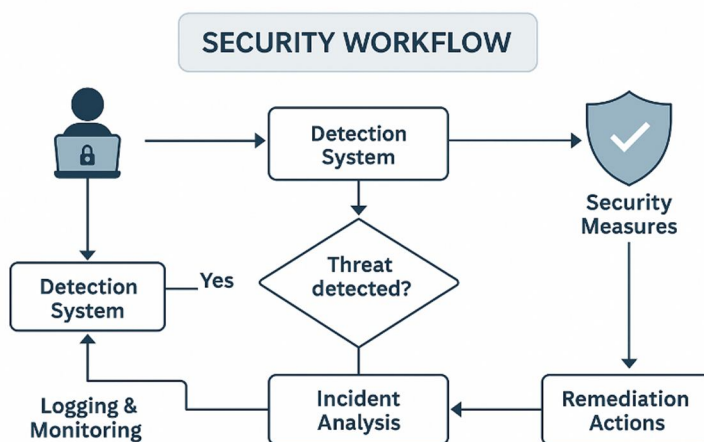 SECURITY WORKFLOW
Detection
System
Security
Measures
Threat
detected?
Yes
Detection
System
Incident
Analysis
Remediation
Actions
Logging &
Monitoring